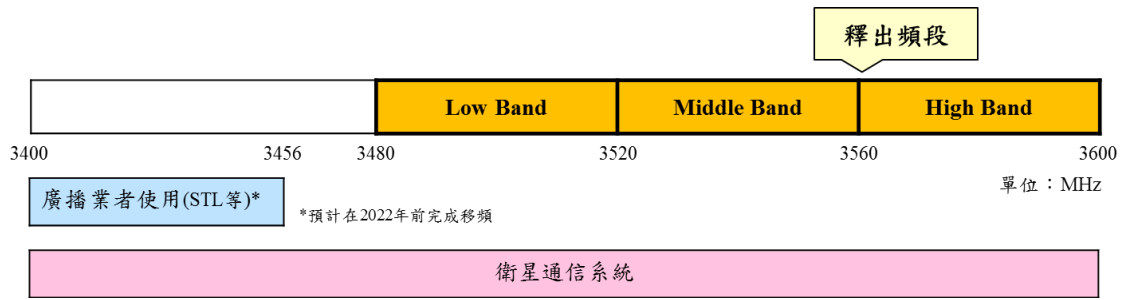 釋出頻段
Low Band Middle Band High Band
3400 3456 3480 3520 3560 3600
單位：MHz
廣播業者使用(STL等)*
*預計在2022年前完成移頻
衛星通信系統